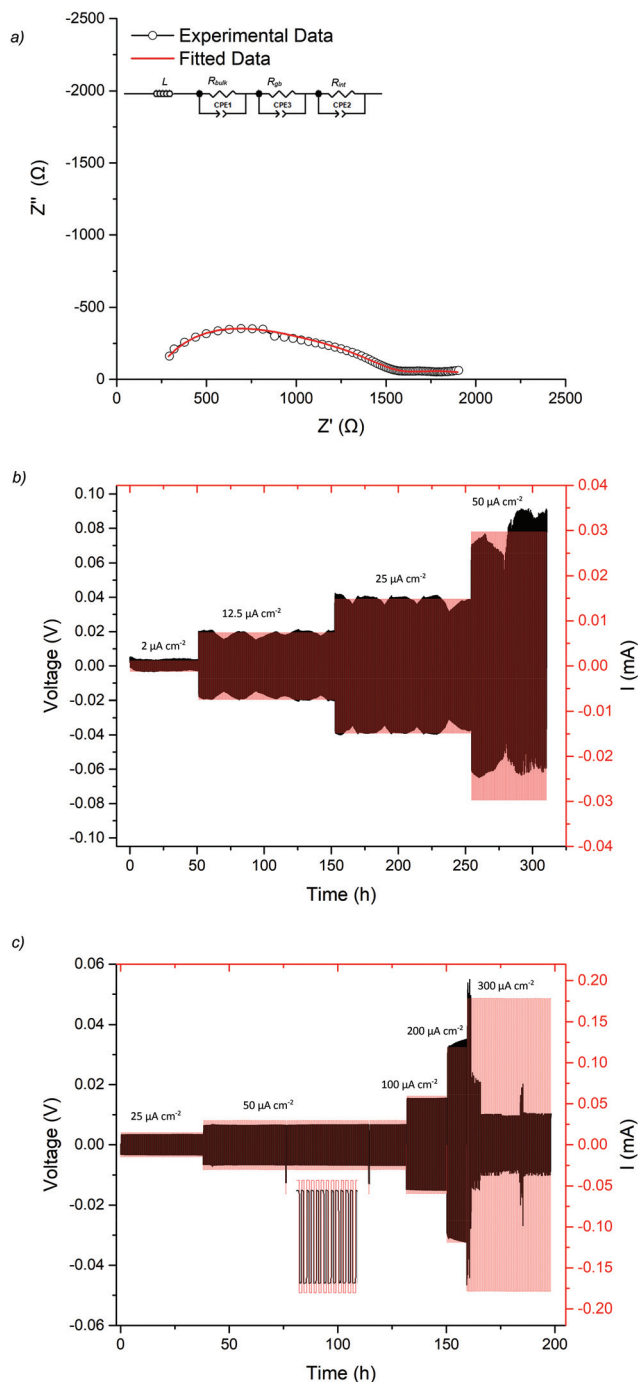 a)
Experimental Data
Fitted Data
L
Rbulk
Rgb
Rint
CPE1
CPE3
CPE2
-2500
-2000
-1500
-1000
-500
0
Z'' (Ω)
0
500
1000
1500
2000
2500
Z' (Ω)
b)
0.10
0.08
0.06
0.04
0.02
0.00
-0.02
-0.04
-0.06
-0.08
-0.10
Voltage (V)
2 µA cm-2
12.5 µA cm-2
25 µA cm-2
50 µA cm-2
0.04
0.03
0.02
0.01
0.00
-0.01
-0.02
-0.03
-0.04
I (mA)
0
50
100
150
200
250
300
Time (h)
c)
0.06
0.04
0.02
0.00
-0.02
-0.04
-0.06
Voltage (V)
25 µA cm-2
50 µA cm-2
100 µA cm-2
200 µA cm-2
300 µA cm-2
0.20
0.15
0.10
0.05
0.00
-0.05
-0.10
-0.15
-0.20
I (mA)
0
50
100
150
200
Time (h)